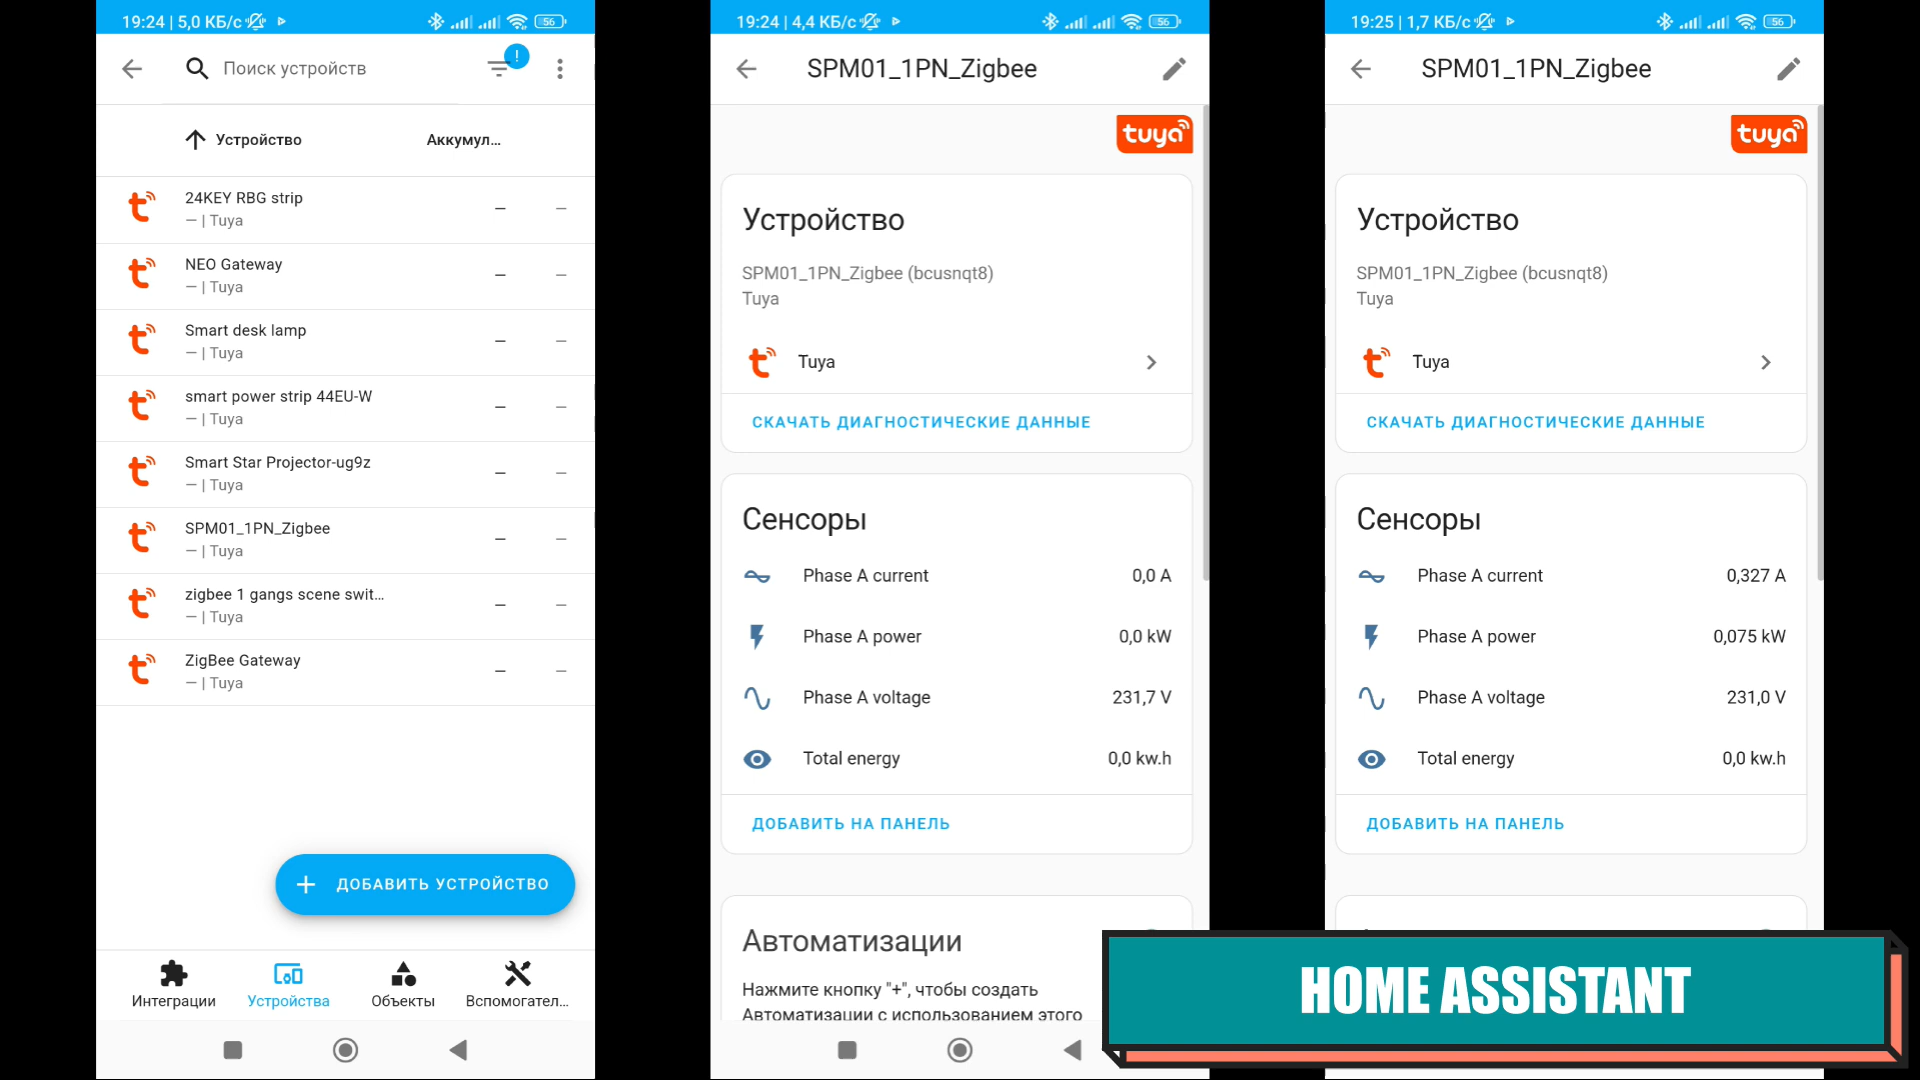 19:24 | 5,0 КБ/с
56
Поиск устройств
!
Устройство
Аккумул...
24KEY RBG strip
– | Tuya
– –
NEO Gateway
– | Tuya
– –
Smart desk lamp
– | Tuya
– –
smart power strip 44EU-W
– | Tuya
– –
Smart Star Projector-ug9z
– | Tuya
– –
SPM01_1PN_Zigbee
– | Tuya
– –
zigbee 1 gangs scene swit...
– | Tuya
– –
ZigBee Gateway
– | Tuya
– –
+ ДОБАВИТЬ УСТРОЙСТВО
Интеграции
Устройства
Объекты
Вспомогател...
19:24 | 4,4 КБ/с
56
SPM01_1PN_Zigbee
tuya
Устройство
SPM01_1PN_Zigbee (bcusnqt8)
Tuya
Tuya
СКАЧАТЬ ДИАГНОСТИЧЕСКИЕ ДАННЫЕ
Сенсоры
Phase A current 0,0 A
Phase A power 0,0 kW
Phase A voltage 231,7 V
Total energy 0,0 kw.h
ДОБАВИТЬ НА ПАНЕЛЬ
Автоматизации
Нажмите кнопку "+", чтобы создать
Автоматизации с использованием этого
19:25 | 1,7 КБ/с
56
SPM01_1PN_Zigbee
tuya
Устройство
SPM01_1PN_Zigbee (bcusnqt8)
Tuya
Tuya
СКАЧАТЬ ДИАГНОСТИЧЕСКИЕ ДАННЫЕ
Сенсоры
Phase A current 0,327 A
Phase A power 0,075 kW
Phase A voltage 231,0 V
Total energy 0,0 kw.h
ДОБАВИТЬ НА ПАНЕЛЬ
HOME ASSISTANT